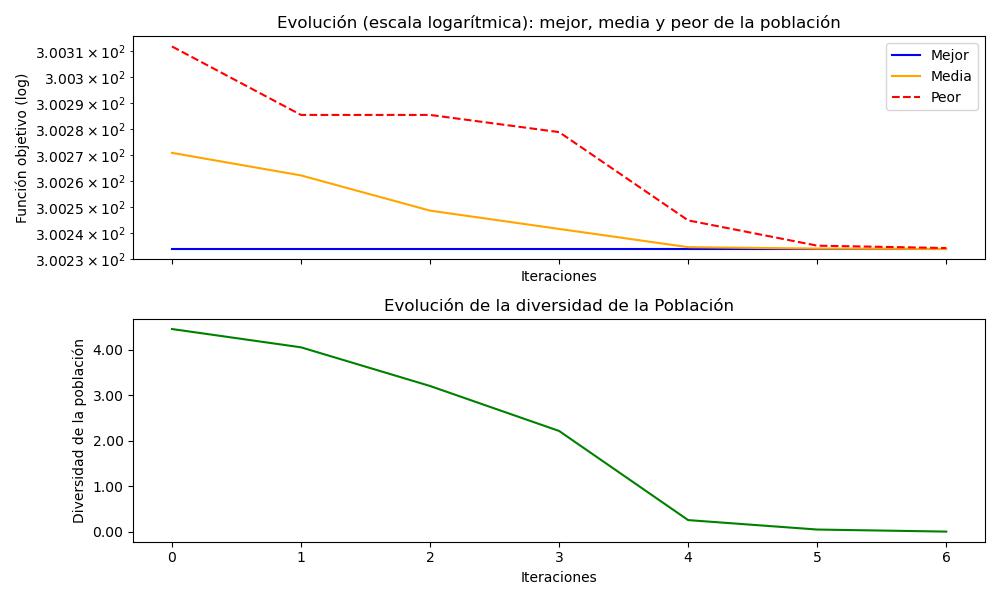 Evolución (escala logarítmica): mejor, media y peor de la población
Función objetivo (log)
3.0031 × 10²
3.003 × 10²
3.0029 × 10²
3.0028 × 10²
3.0027 × 10²
3.0026 × 10²
3.0025 × 10²
3.0024 × 10²
3.0023 × 10²
Mejor
Media
Peor
Iteraciones
Evolución de la diversidad de la Población
Diversidad de la población
4.00
3.00
2.00
1.00
0.00
0 1 2 3 4 5 6
Iteraciones